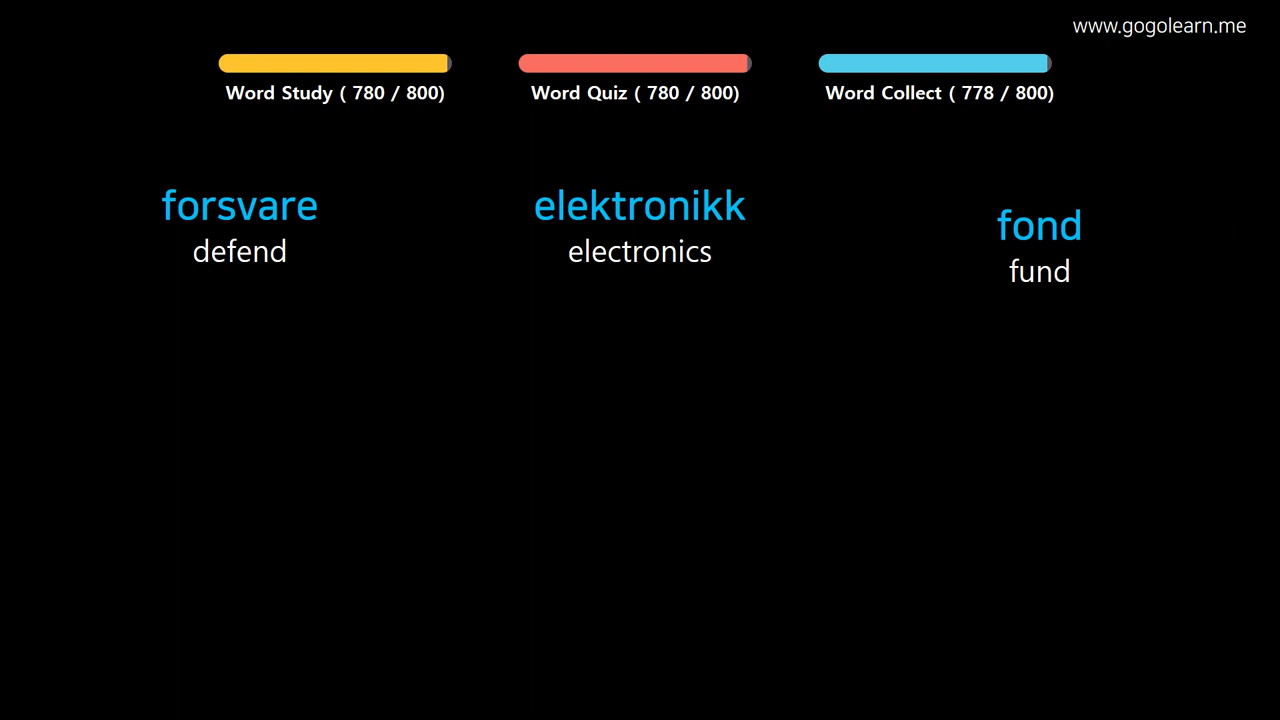 www.gogolearn.me
Word Study ( 780 / 800)
Word Quiz ( 780 / 800)
Word Collect ( 778 / 800)
forsvare
defend
elektronikk
electronics
fond
fund